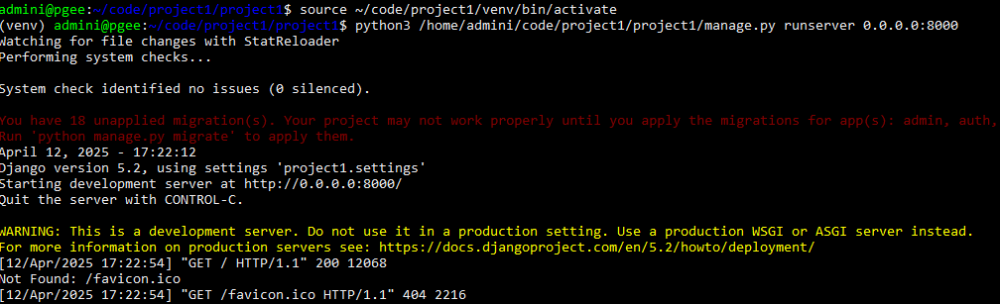 admini@pgee:~/code/project1/project1$ source ~/code/project1/venv/bin/activate
(venv) admini@pgee:~/code/project1/project1$ python3 /home/admini/code/project1/project1/manage.py runserver 0.0.0.0:8000
Watching for file changes with StatReloader
Performing system checks...
System check identified no issues (0 silenced).
You have 18 unapplied migration(s). Your project may not work properly until you apply the migrations for app(s): admin, auth,
Run 'python manage.py migrate' to apply them.
April 12, 2025 - 17:22:12
Django version 5.2, using settings 'project1.settings'
Starting development server at http://0.0.0.0:8000/
Quit the server with CONTROL-C.
WARNING: This is a development server. Do not use it in a production setting. Use a production WSGI or ASGI server instead.
For more information on production servers see: https://docs.djangoproject.com/en/5.2/howto/deployment/
[12/Apr/2025 17:22:54] "GET / HTTP/1.1" 200 12068
Not Found: /favicon.ico
[12/Apr/2025 17:22:54] "GET /favicon.ico HTTP/1.1" 404 2216